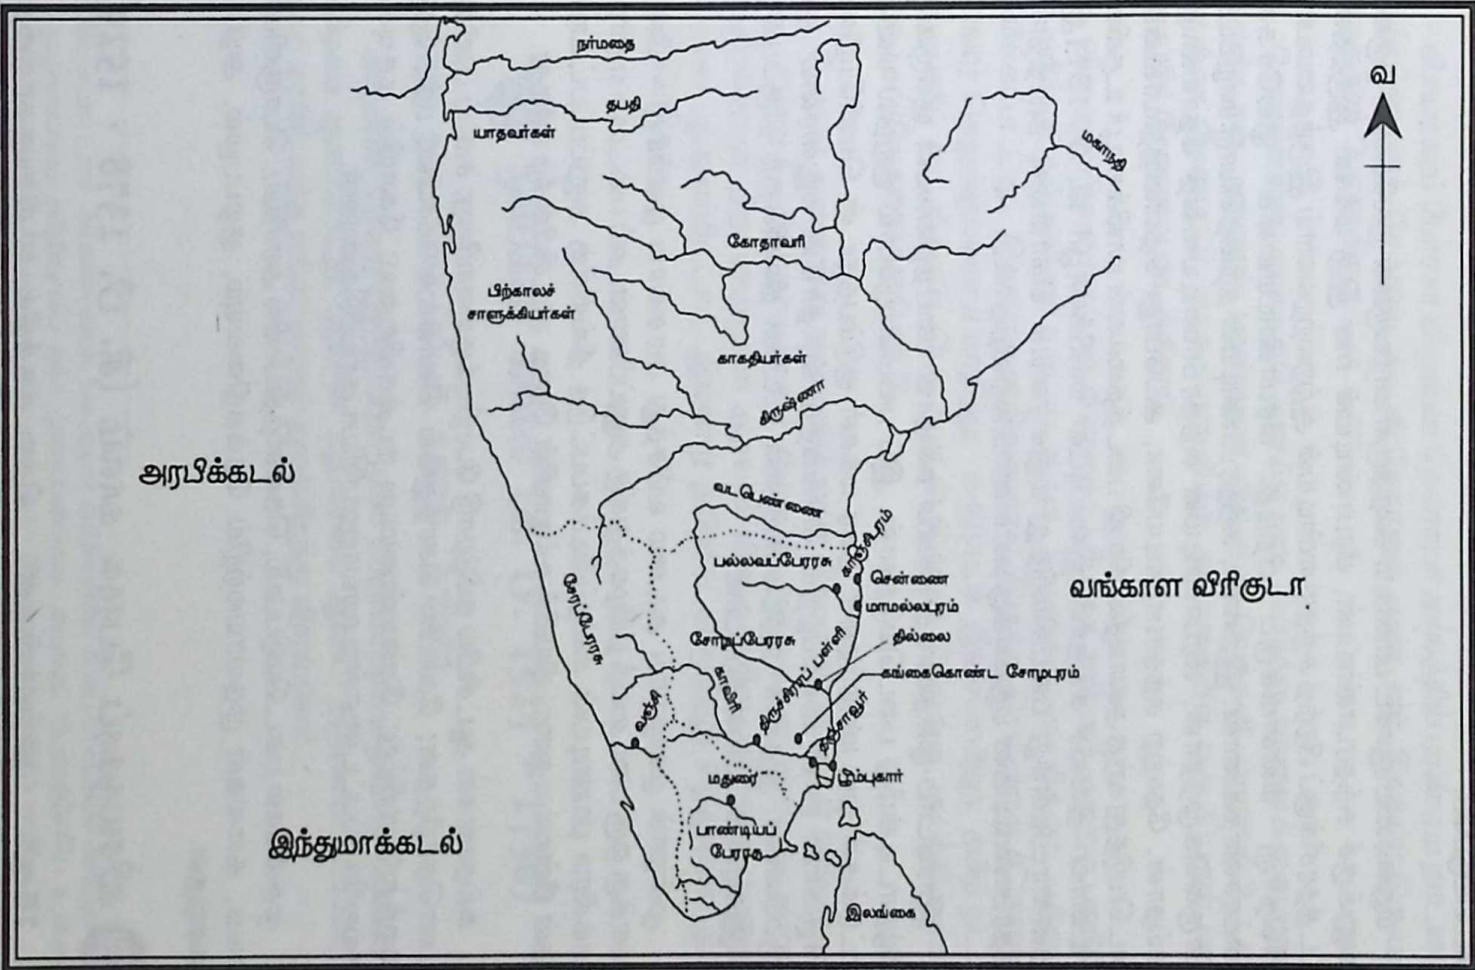 நர்மதை
வ
தபதி
யாதவர்கள்
மகாநதி
கோதாவரி
பிற்காலச்
சாளுக்கியர்கள்
காகதியர்கள்
கிருஷ்ணா
அரபீக்கடல்
வடபெண்ணை
காஞ்சிபுரம்
பல்லவப்பேரரசு
சென்னை
வங்காள விரிகுடா
மாமல்லபுரம்
சேரப்பேரரசு
சோழப்பேரரசு
தில்லை
திருச்சிராப் பள்ளி
கங்கைகொண்ட சோழபுரம்
காவிரி
வஞ்சி
தஞ்சாவூர்
மதுரை
பூம்புகார்
பாண்டியப்
பேரரசு
இந்துமாக்கடல்
இலங்கை